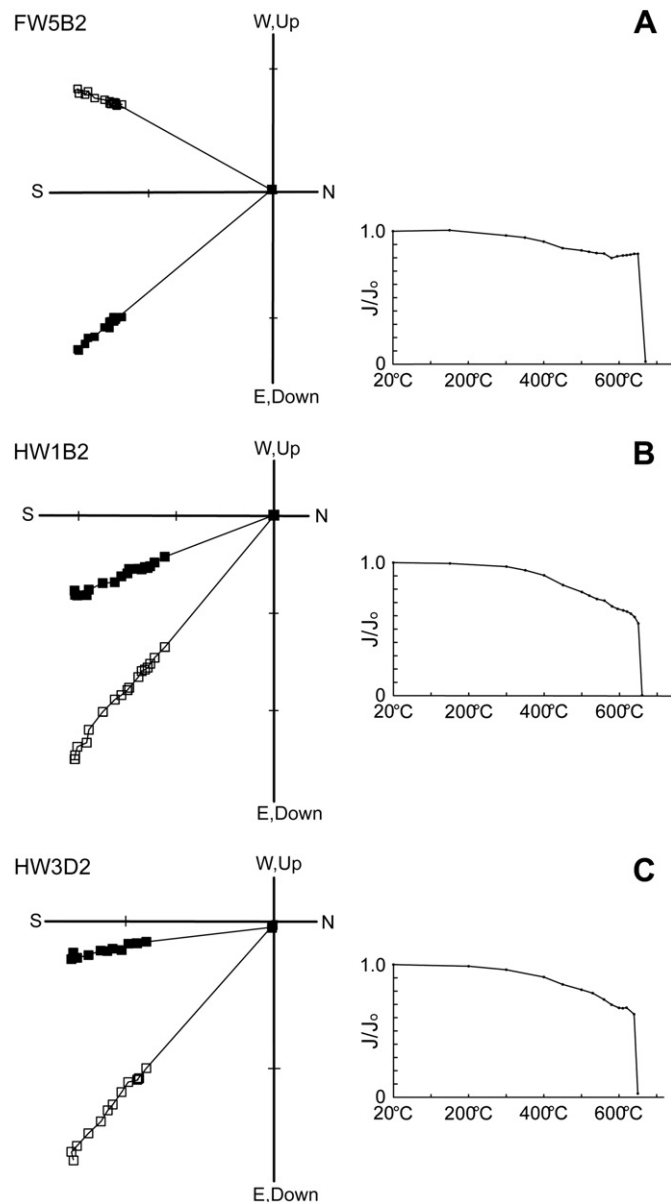 FW5B2
A
W,Up
S
N
E,Down
1.0
J/J₀
0
20°C
200°C
400°C
600°C
HW1B2
B
W,Up
S
N
E,Down
1.0
J/J₀
0
20°C
200°C
400°C
600°C
HW3D2
C
W,Up
S
N
E,Down
1.0
J/J₀
0
20°C
200°C
400°C
600°C